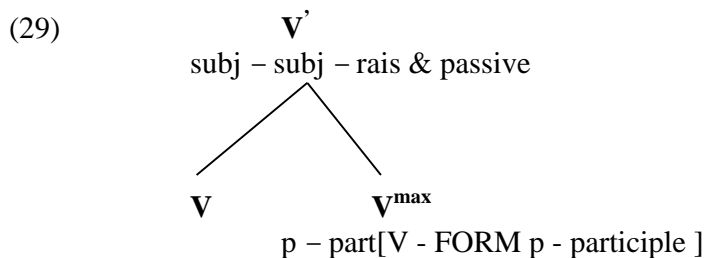 (29) V’
subj – subj – rais & passive
V V^max
p – part[V - FORM p - participle ]